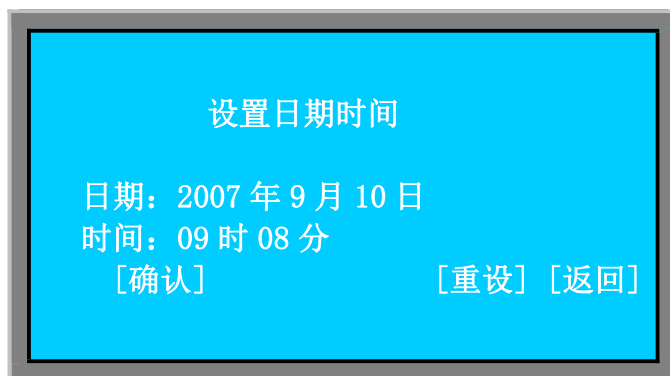 设置日期时间
日期：2007 年 9 月 10 日
时间：09 时 08 分
[确认] [重设] [返回]